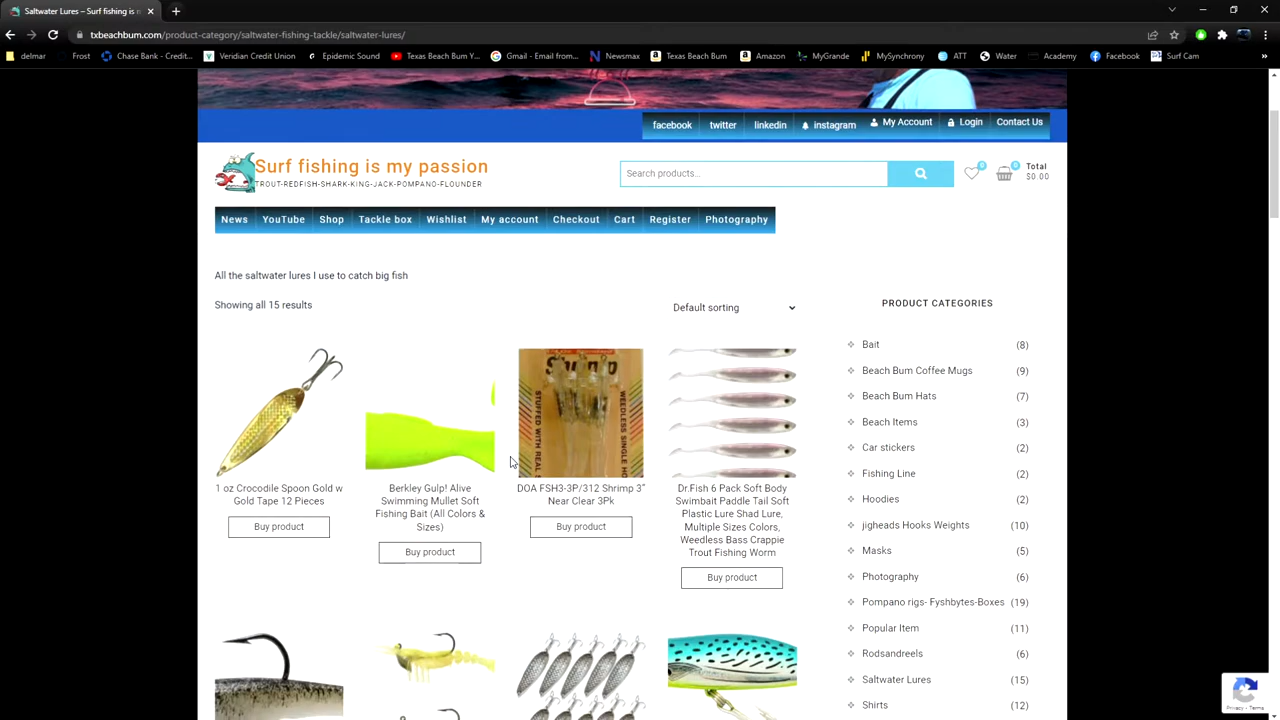 Saltwater Lures – Surf fishing is m
txbeachbum.com/product-category/saltwater-fishing-tackle/saltwater-lures/
delmar Frost Chase Bank - Credit... Veridian Credit Union Epidemic Sound Texas Beach Bum Y... Gmail - Email from... Newsmax Texas Beach Bum Amazon MyGrande MySynchrony ATT Water Academy Facebook Surf Cam »
facebook twitter linkedin instagram My Account Login Contact Us
Surf fishing is my passion
TROUT-REDFISH-SHARK-KING-JACK-POMPANO-FLOUNDER
Search products…
0 0 Total
$0.00
News YouTube Shop Tackle box Wishlist My account Checkout Cart Register Photography
All the saltwater lures I use to catch big fish
Showing all 15 results
Default sorting
WEEDLESS SINGLE HO
STUFFED WITH REAL S
1 oz Crocodile Spoon Gold w
Gold Tape 12 Pieces
Buy product
Berkley Gulp! Alive
Swimming Mullet Soft
Fishing Bait (All Colors &
Sizes)
Buy product
DOA FSH3-3P/312 Shrimp 3”
Near Clear 3Pk
Buy product
Dr.Fish 6 Pack Soft Body
Swimbait Paddle Tail Soft
Plastic Lure Shad Lure,
Multiple Sizes Colors,
Weedless Bass Crappie
Trout Fishing Worm
Buy product
PRODUCT CATEGORIES
Bait (8)
Beach Bum Coffee Mugs (9)
Beach Bum Hats (7)
Beach Items (3)
Car stickers (2)
Fishing Line (2)
Hoodies (2)
jigheads Hooks Weights (10)
Masks (5)
Photography (6)
Pompano rigs- Fyshbytes-Boxes (19)
Popular Item (11)
Rodsandreels (6)
Saltwater Lures (15)
Shirts (12)
Privacy - Terms